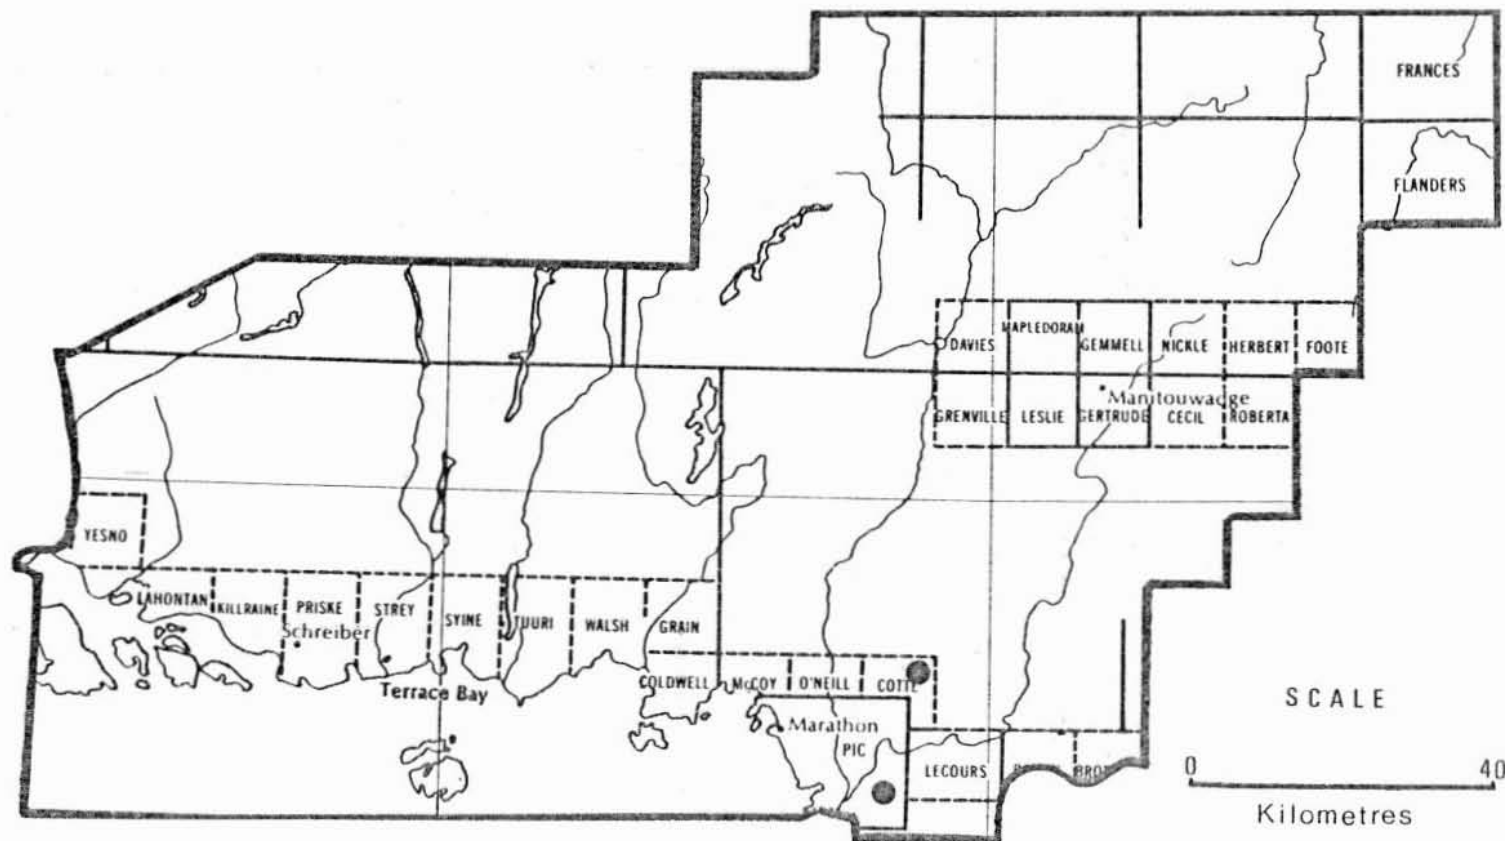 FRANCES
FLANDERS
MAPLEDORAM
DAVIES
GEMMELL
NICKLE
HERBERT
FOOTE
Manitouwadge
GRENVILLE
LESLIE
GERTRUDE
CECIL
ROBERTA
YESNO
LAHONTAN
KILLRAINE
PRISKE
STREY
SYINE
TUURI
WALSH
GRAIN
Schreiber
Terrace Bay
COLDWELL
McCOY
O'NEILL
COTTE
Marathon
PIC
LECOURS
SCALE
0 40
Kilometres